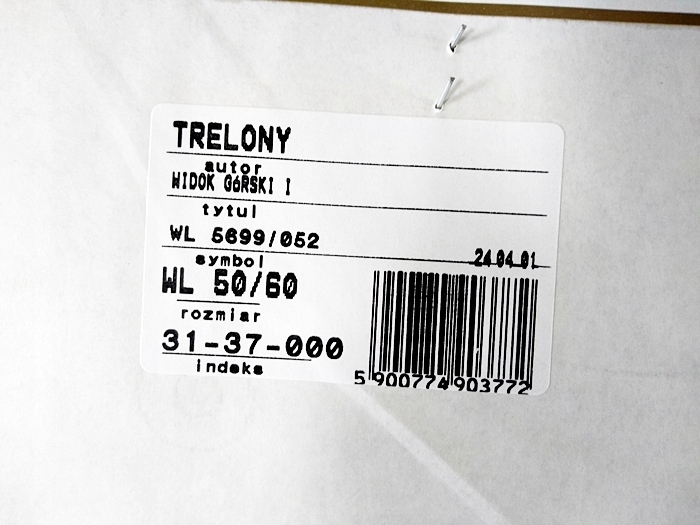 TRELONY
autor
WIDOK GóRSKI I
tytul
WL 5699/052
24 04 01
symbol
WL 50/60
rozmiar
31-37-000
indeks
5 900774 903772